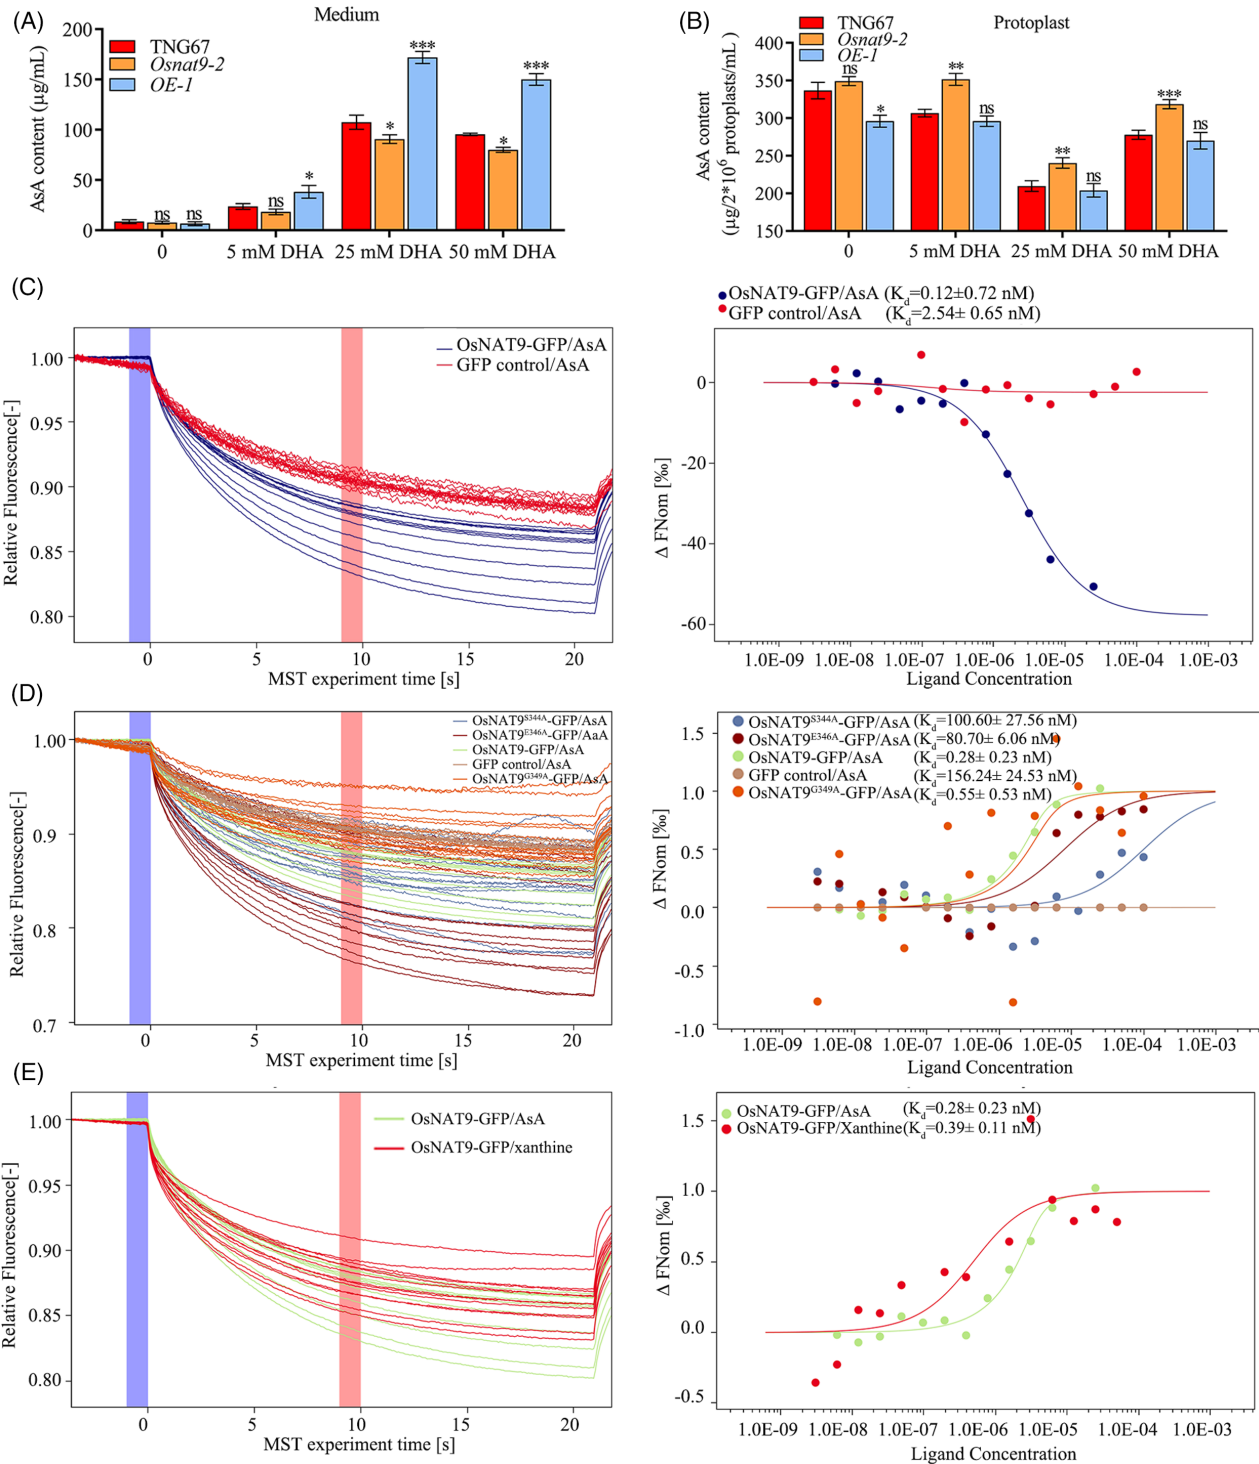 (A)
Medium
AsA content (µg/mL)
200
150
100
50
0
TNG67
Osnat9-2
OE-1
ns ns
ns *
* ***
* ***
0 5 mM DHA 25 mM DHA 50 mM DHA
(B)
Protoplast
AsA content
(µg/2*10^6 protoplasts/mL )
400
350
300
250
200
150
TNG67
Osnat9-2
OE-1
ns *
** ns
** ns
*** ns
0 5 mM DHA 25 mM DHA 50 mM DHA
(C)
Relative Fluorescence[-]
1.00
0.95
0.90
0.85
0.80
OsNAT9-GFP/AsA
GFP control/AsA
0 5 10 15 20
MST experiment time [s]
OsNAT9-GFP/AsA (Kd=0.12±0.72 nM)
GFP control/AsA (Kd=2.54± 0.65 nM)
Δ FNom [‰]
0
-20
-40
-60
1.0E-09 1.0E-08 1.0E-07 1.0E-06 1.0E-05 1.0E-04 1.0E-03
Ligand Concentration
(D)
Relative Fluorescence[-]
1.00
0.9
0.8
0.7
OsNAT9S344A-GFP/AsA
OsNAT9E346A-GFP/AaA
OsNAT9-GFP/AsA
GFP control/AsA
OsNAT9G349A-GFP/AsA
0 5 10 15 20
MST experiment time [s]
OsNAT9S344A-GFP/AsA (Kd=100.60± 27.56 nM)
OsNAT9E346A-GFP/AsA (Kd=80.70± 6.06 nM)
OsNAT9-GFP/AsA (Kd=0.28± 0.23 nM)
GFP control/AsA (Kd=156.24± 24.53 nM)
OsNAT9G349A-GFP/AsA (Kd=0.55± 0.53 nM)
Δ FNom [‰]
1.5
1.0
0.5
0.0
-0.5
-1.0
1.0E-09 1.0E-08 1.0E-07 1.0E-06 1.0E-05 1.0E-04 1.0E-03
Ligand Concentration
(E)
Relative Fluorescence[-]
1.00
0.95
0.90
0.85
0.80
OsNAT9-GFP/AsA
OsNAT9-GFP/xanthine
0 5 10 15 20
MST experiment time [s]
OsNAT9-GFP/AsA (Kd=0.28± 0.23 nM)
OsNAT9-GFP/Xanthine(Kd=0.39± 0.11 nM)
Δ FNom [‰]
1.5
1.0
0.5
0.0
-0.5
1.0E-09 1.0E-08 1.0E-07 1.0E-06 1.0E-05 1.0E-04 1.0E-03
Ligand Concentration